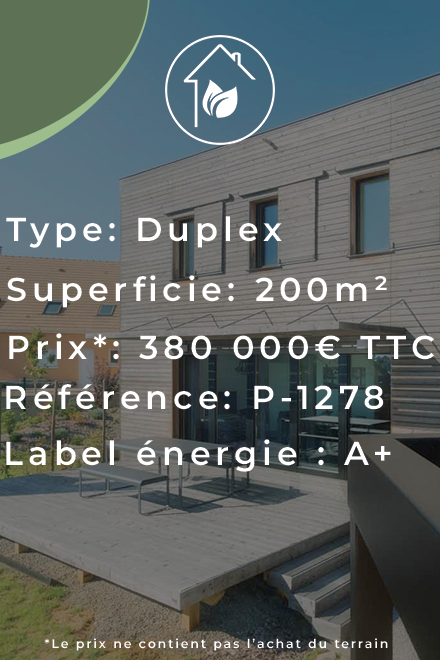 Type: Duplex
Superficie: 200m²
Prix*: 380 000€ TTC
Référence: P-1278
Label énergie : A+
*Le prix ne contient pas l'achat du terrain